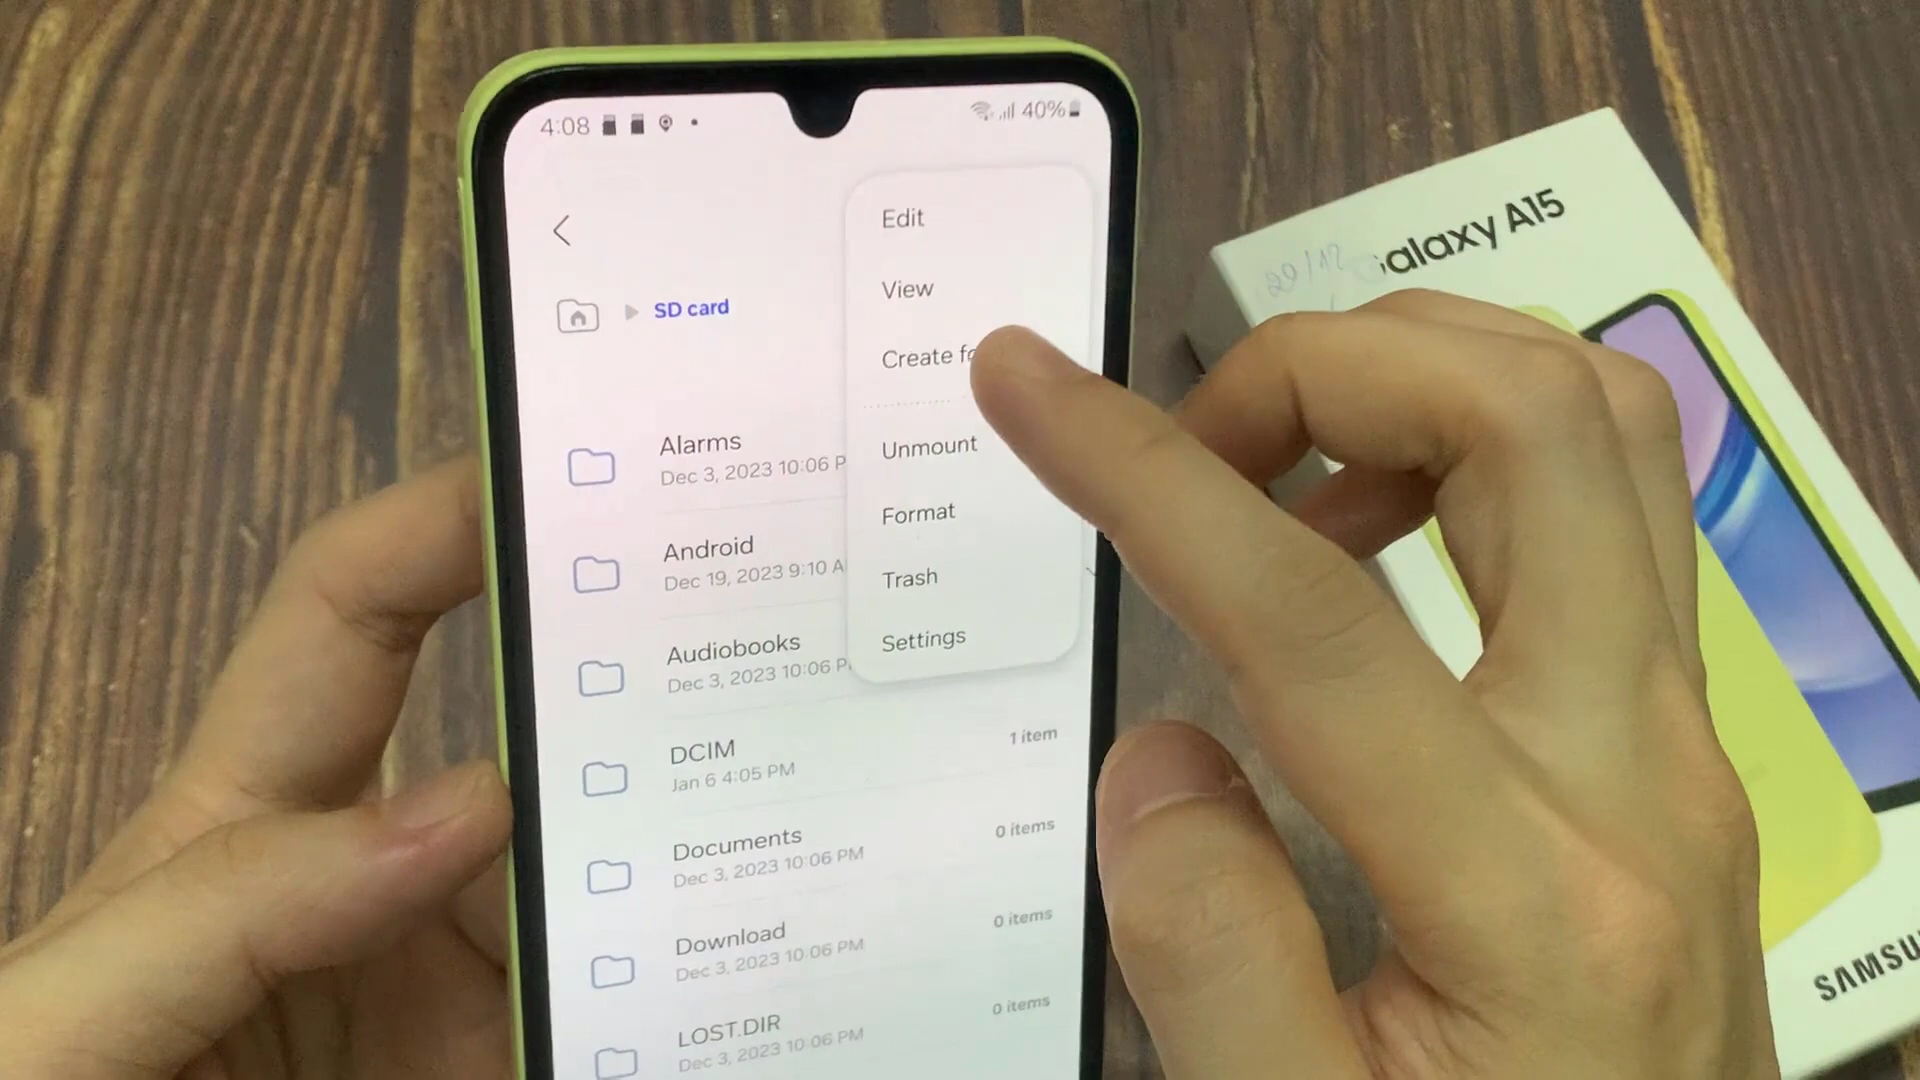 4:08
40%
SD card
Edit
View
Create
Unmount
Format
Trash
Settings
Alarms
Dec 3, 2023 10:06 P
Android
Dec 19, 2023 9:10 A
Audiobooks
Dec 3, 2023 10:06 P
DCIM
Jan 6 4:05 PM
1 item
Documents
Dec 3, 2023 10:06 PM
0 items
Download
Dec 3, 2023 10:06 PM
0 items
LOST.DIR
Dec 3, 2023 10:06 PM
0 items
29/12
alaxy A15
SAMSU